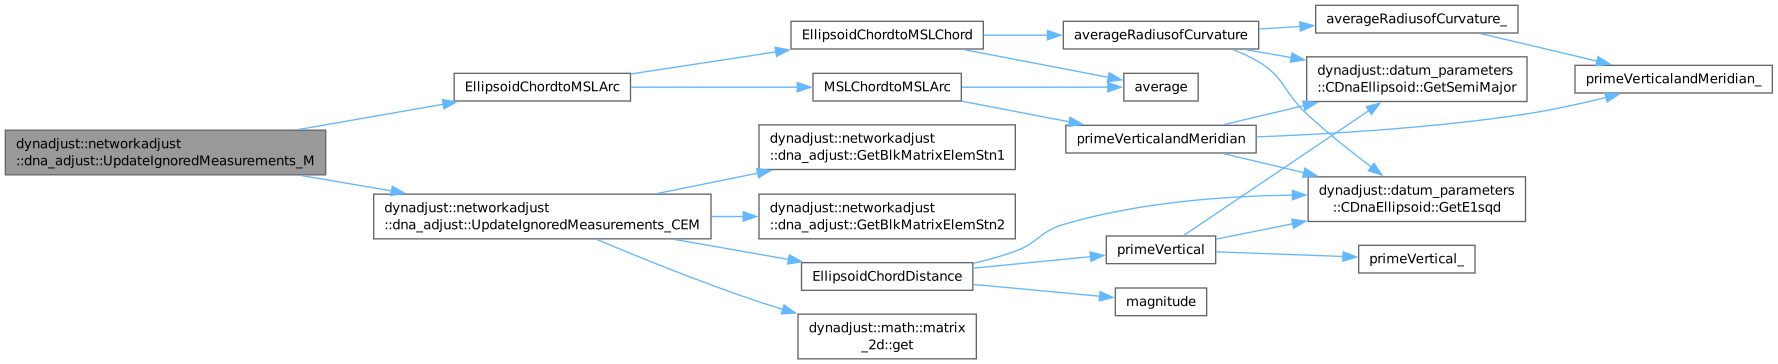 dynadjust::networkadjust
::dna_adjust::UpdateIgnoredMeasurements_M
EllipsoidChordtoMSLArc
EllipsoidChordtoMSLChord
averageRadiusofCurvature
averageRadiusofCurvature_
primeVerticalandMeridian_
dynadjust::datum_parameters
::CDnaEllipsoid::GetSemiMajor
average
MSLChordtoMSLArc
primeVerticalandMeridian
dynadjust::datum_parameters
::CDnaEllipsoid::GetE1sqd
dynadjust::networkadjust
::dna_adjust::UpdateIgnoredMeasurements_CEM
dynadjust::networkadjust
::dna_adjust::GetBlkMatrixElemStn1
dynadjust::networkadjust
::dna_adjust::GetBlkMatrixElemStn2
EllipsoidChordDistance
primeVertical
primeVertical_
magnitude
dynadjust::math::matrix
_2d::get